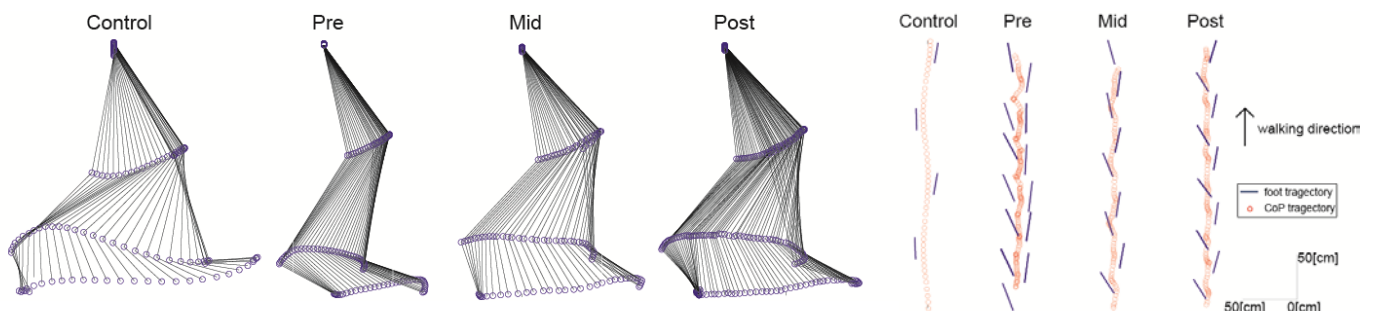 Control Pre Mid Post Control Pre Mid Post
walking direction
foot tragectory
CoP tragectory
50[cm]
50[cm] 0[cm]